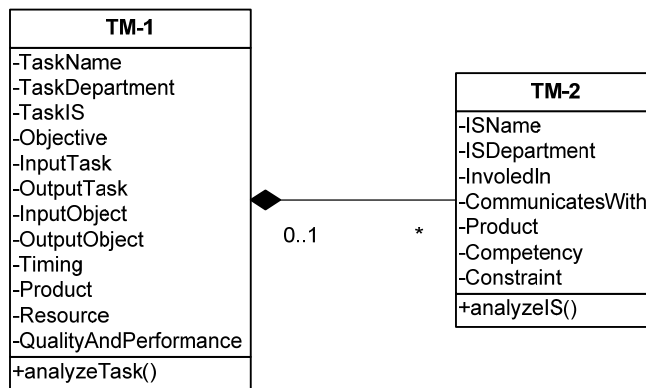 TM-1
-TaskName
-TaskDepartment
-TaskIS
-Objective
-InputTask
-OutputTask
-InputObject
-OutputObject
-Timing
-Product
-Resource
-QualityAndPerformance
+analyzeTask()
0..1
*
TM-2
-ISName
-ISDepartment
-InvoledIn
-CommunicatesWith
-Product
-Competency
-Constraint
+analyzeIS()